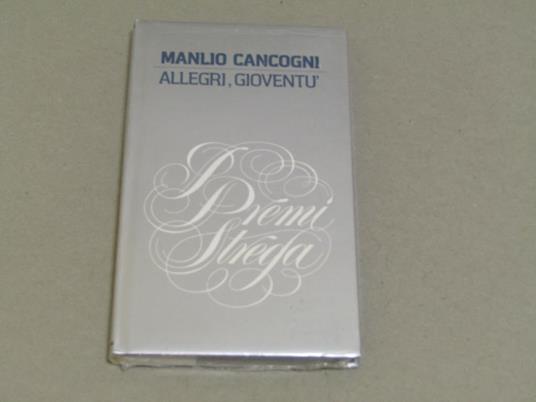 MANLIO CANCOGNI
ALLEGRI, GIOVENTU'
I Premi
Strega